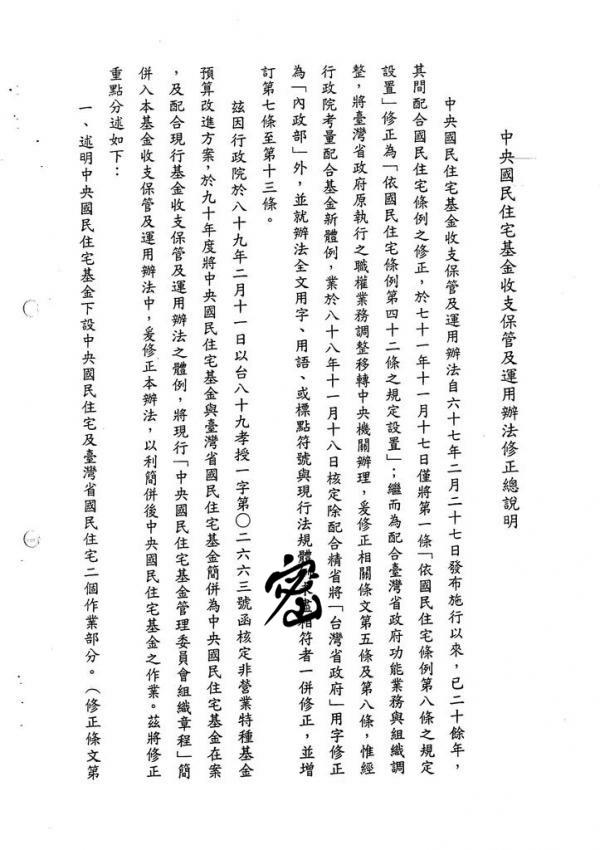 中央國民住宅基金收支保管及運用辦法修正總說明
中央國民住宅基金收支保管及運用辦法自六十七年二月二十七日發布施行以來，已二十餘年，
其間配合國民住宅條例之修正，於七十一年十一月十七日僅將第一條「依國民住宅條例第八條之規定
設置」修正為「依國民住宅條例第四十二條之規定設置」；繼而為配合臺灣省政府功能業務與組織調
整，將臺灣省政府原執行之職權業務調整移轉中央機關辦理，爰修正相關條文第五條及第八條，惟經
行政院考量配合基金新體例，業於八十八年十一月十八日核定除配合精省將「台灣省政府」用字修正
為「內政部」外，並就辦法全文用字、用語、或標點符號與現行法規體相符者一併修正，並增
訂第七條至第十三條。
茲因行政院於八十九年二月十一日以台八十九孝授一字第〇二六六三號函核定非營業特種基金
預算改進方案，於九十年度將中央國民住宅基金與臺灣省國民住宅基金簡併為中央國民住宅基金在案
，及配合現行基金收支保管及運用辦法之體例，將現行「中央國民住宅基金管理委員會組織章程」簡
併入本基金收支保管及運用辦法中，爰修正本辦法，以利簡併後中央國民住宅基金之作業。茲將修正
重點分述如下：
一、述明中央國民住宅基金下設中央國民住宅及臺灣省國民住宅二個作業部分。（修正條文第